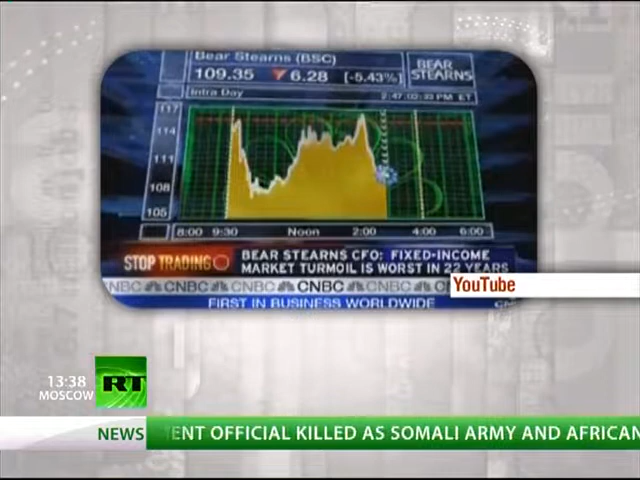 Bear Stearns (BSC)
109.35 ▼ 6.28 [-5.43%]
BEAR
STEARNS
Intra Day
2:47:02:33 PM ET
117
114
111
108
105
8:00 9:30 Noon 2:00 4:00 6:00
STOP TRADING
BEAR STEARNS CFO: FIXED-INCOME
MARKET TURMOIL IS WORST IN 22 YEARS
NBC CNBC CNBC CNBC CNBC
FIRST IN BUSINESS WORLDWIDE
YouTube
13:38
MOSCOW
RT
NEWS
ENT OFFICIAL KILLED AS SOMALI ARMY AND AFRICAN